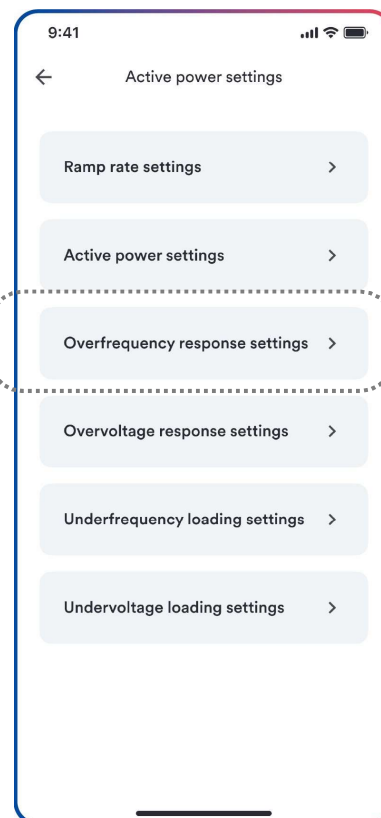 9:41
Active power settings
Ramp rate settings
Active power settings
Overfrequency response settings
Overvoltage response settings
Underfrequency loading settings
Undervoltage loading settings